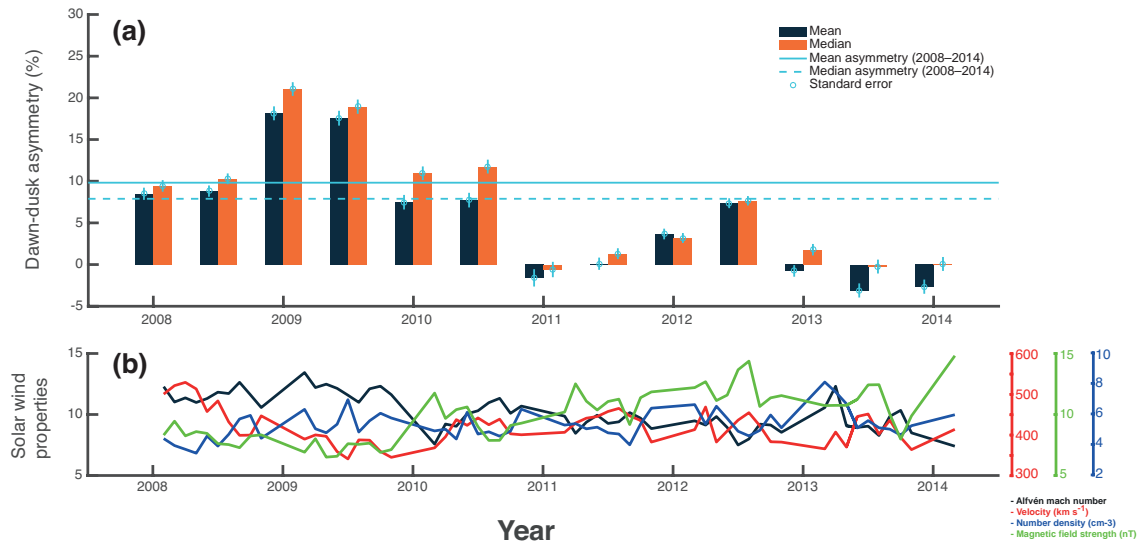 (a)
Dawn-dusk asymmetry (%)
30
25
20
15
10
5
0
-5
Mean
Median
Mean asymmetry (2008–2014)
Median asymmetry (2008–2014)
Standard error
2008 2009 2010 2011 2012 2013 2014
(b)
Solar wind
properties
15
10
5
600
500
400
300
15
10
5
10
8
6
4
2
2008 2009 2010 2011 2012 2013 2014
Year
- Alfvén mach number
- Velocity (km s⁻¹)
- Number density (cm-3)
- Magnetic field strength (nT)